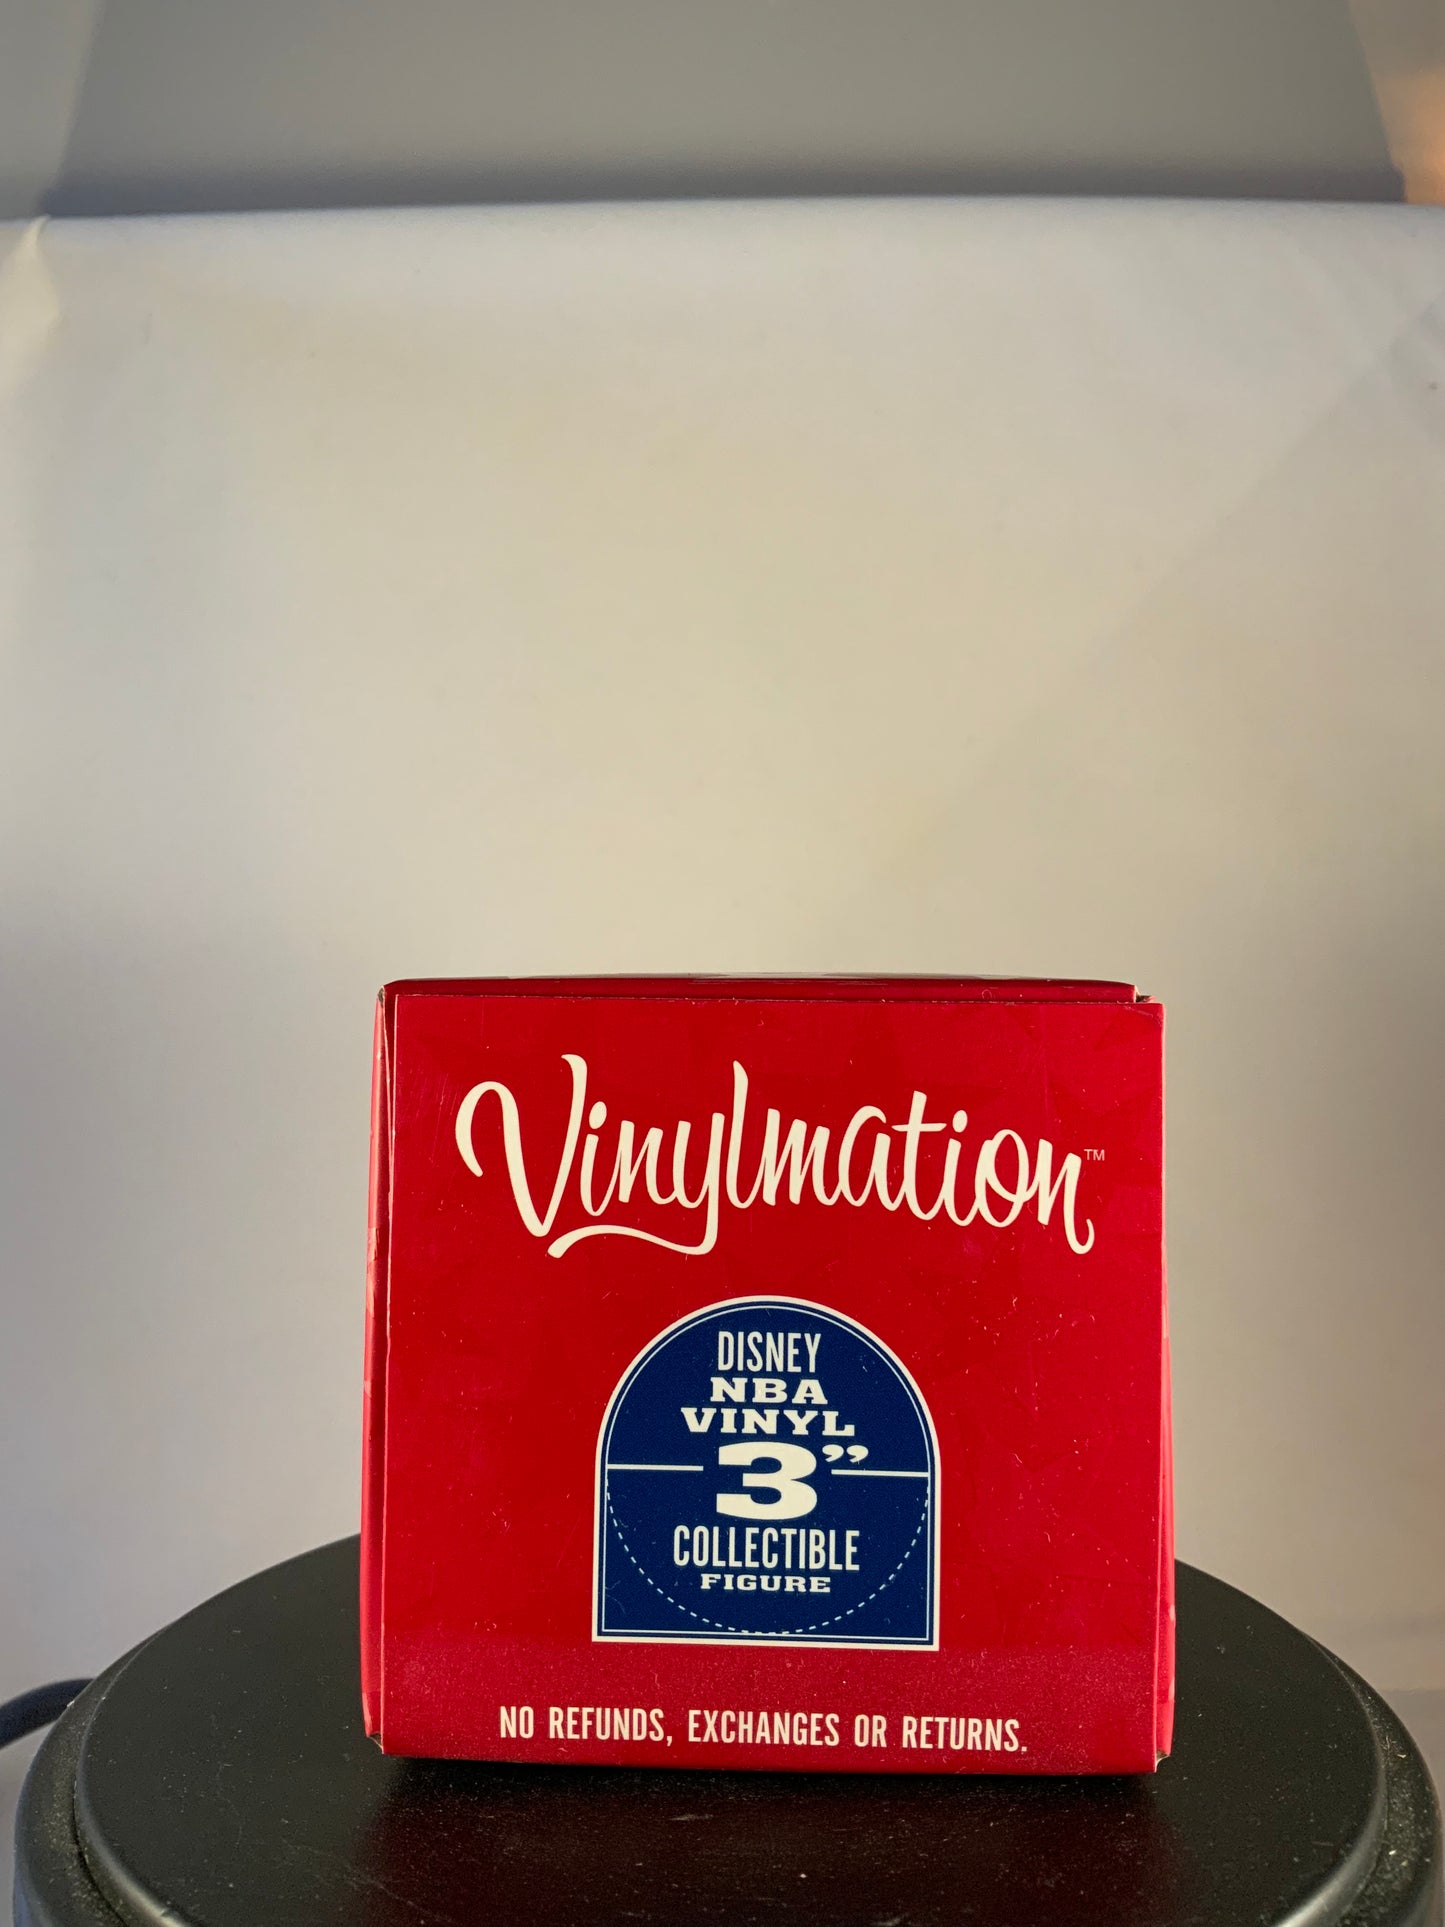 Vinylmation™
DISNEY
NBA
VINYL
3”
COLLECTIBLE
FIGURE
NO REFUNDS, EXCHANGES OR RETURNS.